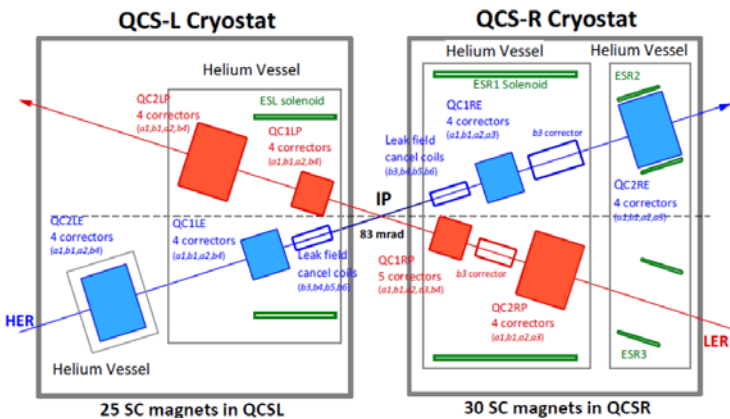 QCS-L Cryostat
QCS-R Cryostat
Helium Vessel
QC2LP
4 correctors
(a1,b1,a2,b4)
ESL solenoid
QC1LP
4 correctors
(a1,b1,a2,b4)
QC2LE
4 correctors
(a1,b1,a2,b4)
QC1LE
4 correctors
(a1,b1,a2,b4)
Leak field
cancel coils
(b3,b4,b5,b6)
HER
Helium Vessel
25 SC magnets in QCSL
IP
83 mrad
Helium Vessel
ESR1 Solenoid
QC1RE
4 correctors
(a1,b1,a2,a3)
b3 corrector
Leak field
cancel coils
(b3,b4,b5,b6)
QC1RP
5 correctors
(a1,b1,a2,a3,b4)
b3 corrector
QC2RP
4 correctors
(a1,b1,a2,a3)
Helium Vessel
ESR2
QC2RE
4 correctors
(a1,b1,a2,a3)
ESR3
LER
30 SC magnets in QCSR